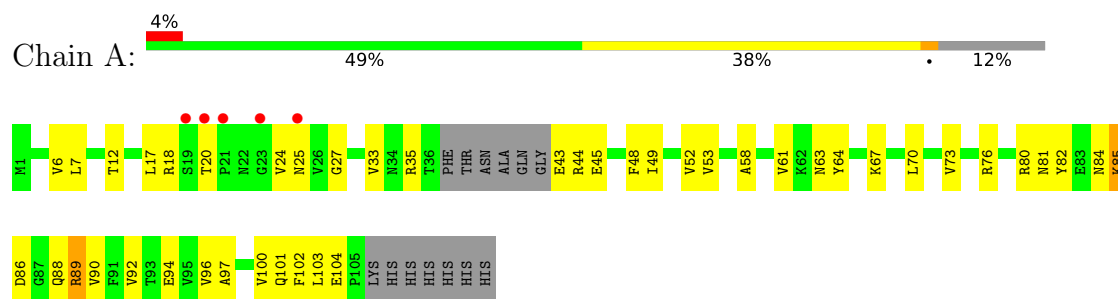 4%
Chain A:
49% 38% • 12%
M1 V6 L7 T12 L17 R18 S19 T20 P21 N22 G23 V24 N25 V26 G27 V33 N34 R35 T36 PHE THR ASN ALA GLN GLY E43 R44 E45 F48 I49 V52 V53 A58 V61 K62 N63 Y64 K67 L70 V73 R76 R80 N81 Y82 E83 N84 K85
D86 G87 Q88 R89 V90 F91 V92 T93 E94 V95 V96 A97 V100 Q101 F102 L103 E104 P105 LYS HIS HIS HIS HIS HIS HIS